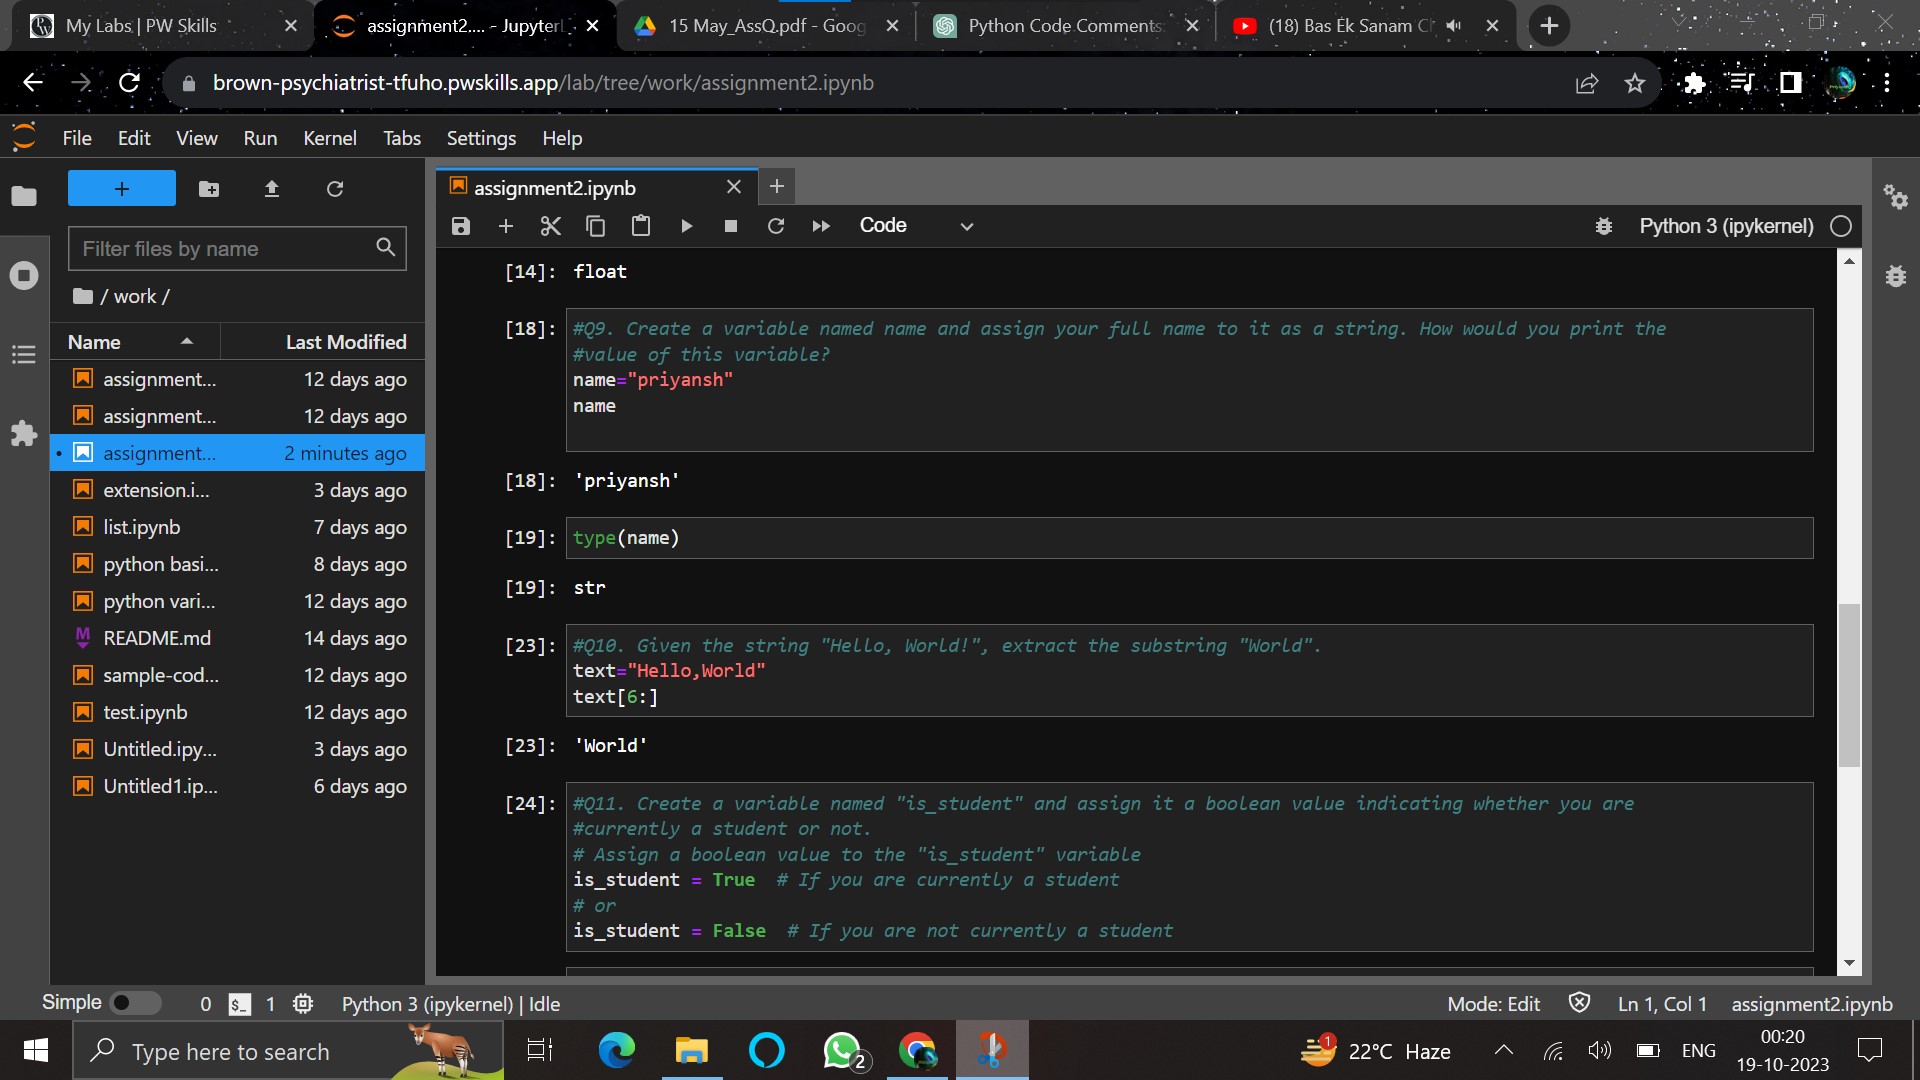 My Labs | PW Skills
assignment2.... - JupyterL
15 May_AssQ.pdf - Goog
Python Code Comments
(18) Bas Ek Sanam Ch
brown-psychiatrist-tfuho.pwskills.app/lab/tree/work/assignment2.ipynb
File Edit View Run Kernel Tabs Settings Help
Filter files by name
/ work /
Name Last Modified
assignment... 12 days ago
assignment... 12 days ago
assignment... 2 minutes ago
extension.i... 3 days ago
list.ipynb 7 days ago
python basi... 8 days ago
python vari... 12 days ago
README.md 14 days ago
sample-cod... 12 days ago
test.ipynb 12 days ago
Untitled.ipy... 3 days ago
Untitled1.ip... 6 days ago
assignment2.ipynb
Code
Python 3 (ipykernel)
[14]: float
[18]: #Q9. Create a variable named name and assign your full name to it as a string. How would you print the
#value of this variable?
name="priyansh"
name
[18]: 'priyansh'
[19]: type(name)
[19]: str
[23]: #Q10. Given the string "Hello, World!", extract the substring "World".
text="Hello,World"
text[6:]
[23]: 'World'
[24]: #Q11. Create a variable named "is_student" and assign it a boolean value indicating whether you are
#currently a student or not.
# Assign a boolean value to the "is_student" variable
is_student = True  # If you are currently a student
# or
is_student = False  # If you are not currently a student
Simple 0 $_ 1 Python 3 (ipykernel) | Idle
Mode: Edit Ln 1, Col 1 assignment2.ipynb
Type here to search
2
1
22°C Haze
ENG
00:20
19-10-2023